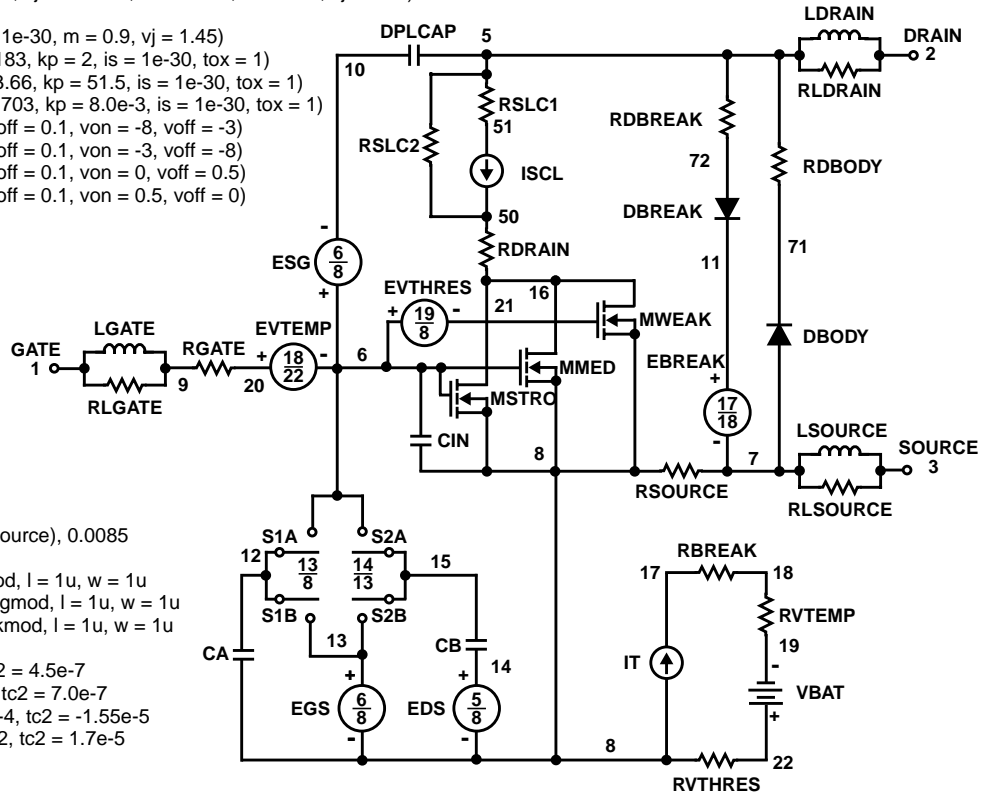 1e-30, m = 0.9, vj = 1.45)
183, kp = 2, is = 1e-30, tox = 1)
3.66, kp = 51.5, is = 1e-30, tox = 1)
703, kp = 8.0e-3, is = 1e-30, tox = 1)
voff = 0.1, von = -8, voff = -3)
voff = 0.1, von = -3, voff = -8)
voff = 0.1, von = 0, voff = 0.5)
voff = 0.1, von = 0.5, voff = 0)
LDRAIN
DPLCAP 5 DRAIN
10 2
RLDRAIN
RSLC1
51
RSLC2
ISCL
RDBREAK
72
RDBODY
DBREAK
50
RDRAIN
71
11
ESG 6 8
- +
EVTHRES
+ 19 8 -
21 16
MWEAK
LGATE
GATE
1
RLGATE
9
RGATE
20
EVTEMP
+ 18 22 -
6
MMED
MSTRO
DBODY
EBREAK
+ 17 18 -
CIN
8
RSOURCE
7
LSOURCE
SOURCE
3
RLSOURCE
ource), 0.0085
od, l = 1u, w = 1u
gmod, l = 1u, w = 1u
kmod, l = 1u, w = 1u
2 = 4.5e-7
tc2 = 7.0e-7
-4, tc2 = -1.55e-5
2, tc2 = 1.7e-5
S1A S2A
12 13 8 14 13 15
S1B S2B
13
CA
CB
14
EGS + 6 8 -
EDS + 5 8 -
8
RBREAK
17 18
RVTEMP
19
IT
-
VBAT
+
22
RVTHRES